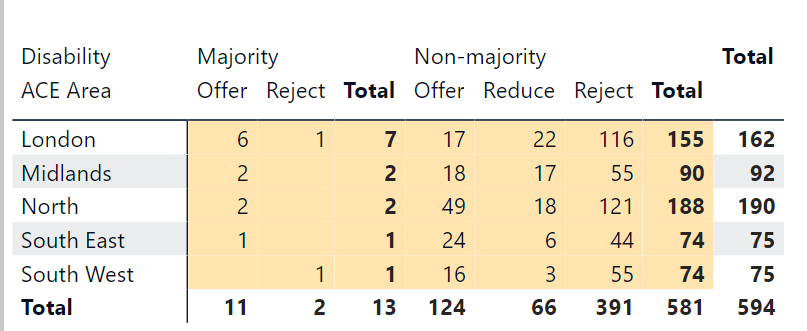 Disability Majority Non-majority Total
ACE Area Offer Reject Total Offer Reduce Reject Total
London 6 1 7 17 22 116 155 162
Midlands 2 2 18 17 55 90 92
North 2 2 49 18 121 188 190
South East 1 1 24 6 44 74 75
South West 1 1 16 3 55 74 75
Total 11 2 13 124 66 391 581 594